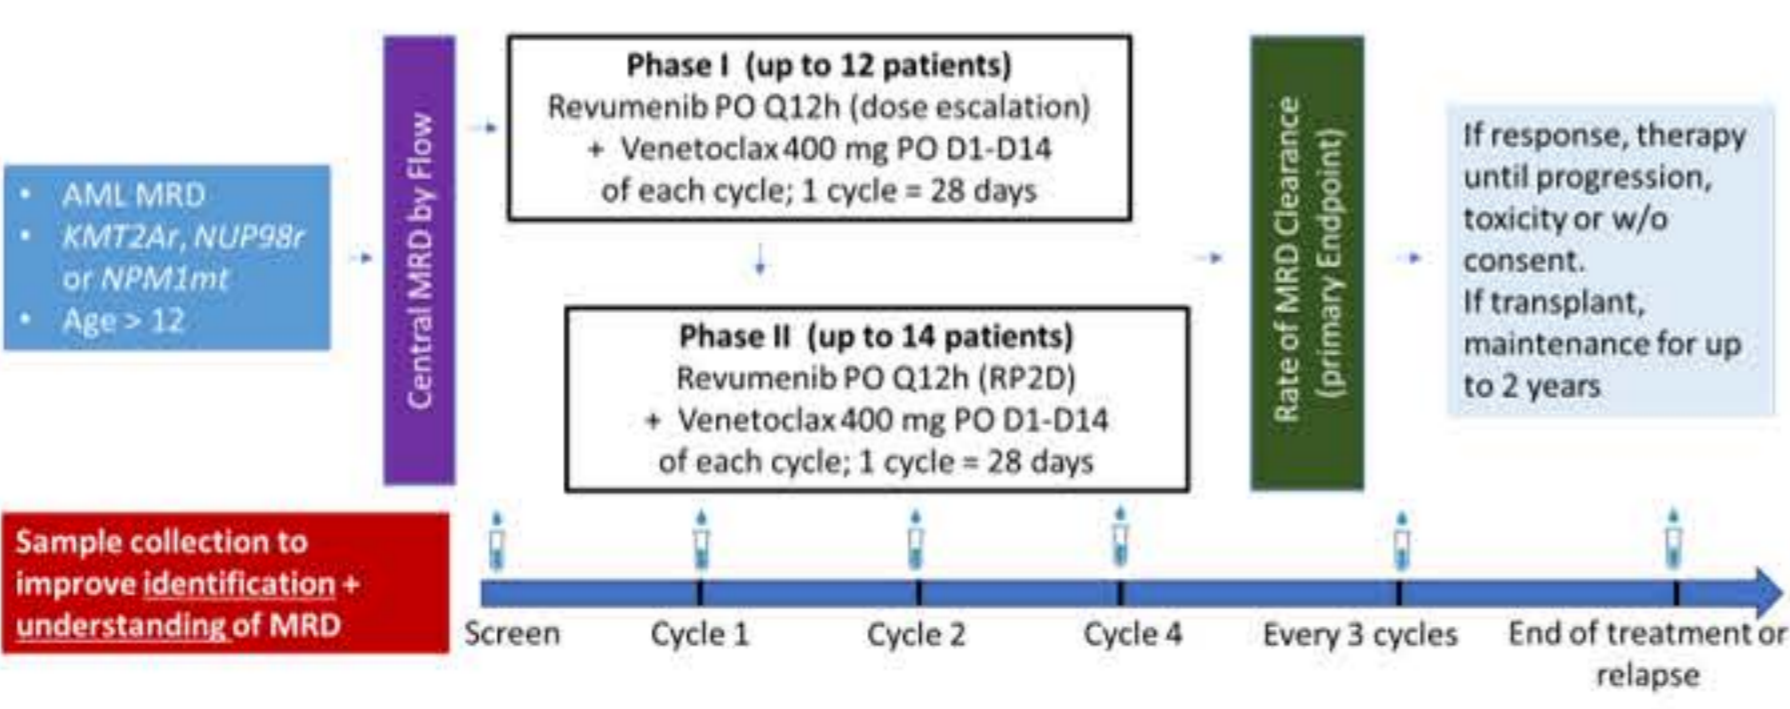 • AML MRD
• KMT2Ar, NUP98r
or NPM1mt
• Age > 12
Central MRD by Flow
Phase I (up to 12 patients)
Revumenib PO Q12h (dose escalation)
+ Venetoclax 400 mg PO D1-D14
of each cycle; 1 cycle = 28 days
Phase II (up to 14 patients)
Revumenib PO Q12h (RP2D)
+ Venetoclax 400 mg PO D1-D14
of each cycle; 1 cycle = 28 days
Rate of MRD Clearance
(primary Endpoint)
If response, therapy
until progression,
toxicity or w/o
consent.
If transplant,
maintenance for up
to 2 years
Sample collection to
improve identification +
understanding of MRD
Screen
Cycle 1
Cycle 2
Cycle 4
Every 3 cycles
End of treatment or
relapse